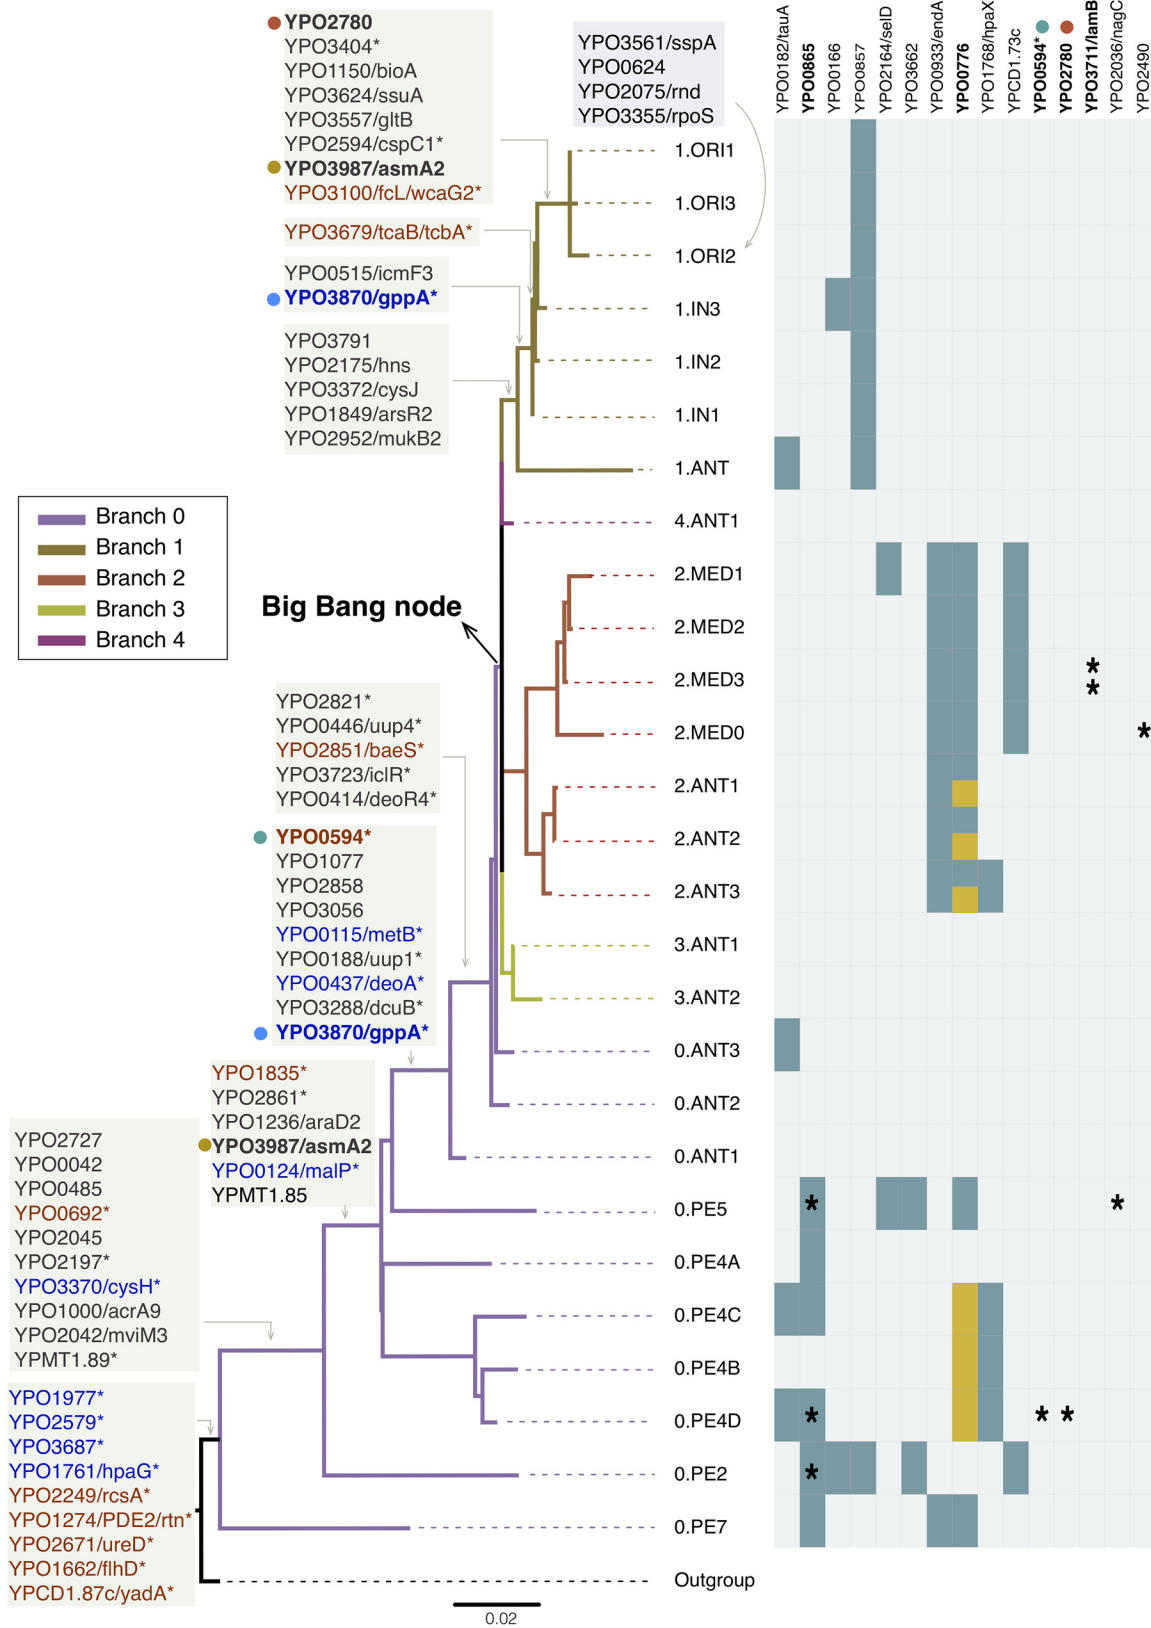 YPO2780
YPO3404*
YPO1150/bioA
YPO3624/ssuA
YPO3557/gltB
YPO2594/cspC1*
YPO3987/asmA2
YPO3100/fcL/wcaG2*
YPO3679/tcaB/tcbA*
YPO0515/icmF3
YPO3870/gppA*
YPO3791
YPO2175/hns
YPO3372/cysJ
YPO1849/arsR2
YPO2952/mukB2
YPO3561/sspA
YPO0624
YPO2075/rnd
YPO3355/rpoS
YPO0182/tauA
YPO0865
YPO0166
YPO0857
YPO2164/selD
YPO3662
YPO0933/endA
YPO0776
YPO1768/hpaX
YPCD1.73c
YPO0594*
YPO2780
YPO3711/lamB
YPO2036/nagC
YPO2490
Branch 0
Branch 1
Branch 2
Branch 3
Branch 4
Big Bang node
YPO2821*
YPO0446/uup4*
YPO2851/baeS*
YPO3723/iclR*
YPO0414/deoR4*
YPO0594*
YPO1077
YPO2858
YPO3056
YPO0115/metB*
YPO0188/uup1*
YPO0437/deoA*
YPO3288/dcuB*
YPO3870/gppA*
YPO1835*
YPO2861*
YPO1236/araD2
YPO3987/asmA2
YPO0124/malP*
YPMT1.85
YPO2727
YPO0042
YPO0485
YPO0692*
YPO2045
YPO2197*
YPO3370/cysH*
YPO1000/acrA9
YPO2042/mviM3
YPMT1.89*
YPO1977*
YPO2579*
YPO3687*
YPO1761/hpaG*
YPO2249/rcsA*
YPO1274/PDE2/rtn*
YPO2671/ureD*
YPO1662/flhD*
YPCD1.87c/yadA*
1.ORI1
1.ORI3
1.ORI2
1.IN3
1.IN2
1.IN1
1.ANT
4.ANT1
2.MED1
2.MED2
2.MED3
*
*
2.MED0
*
2.ANT1
2.ANT2
2.ANT3
3.ANT1
3.ANT2
0.ANT3
0.ANT2
0.ANT1
0.PE5
* *
0.PE4A
0.PE4C
0.PE4B
0.PE4D
* * *
0.PE2
*
0.PE7
Outgroup
0.02